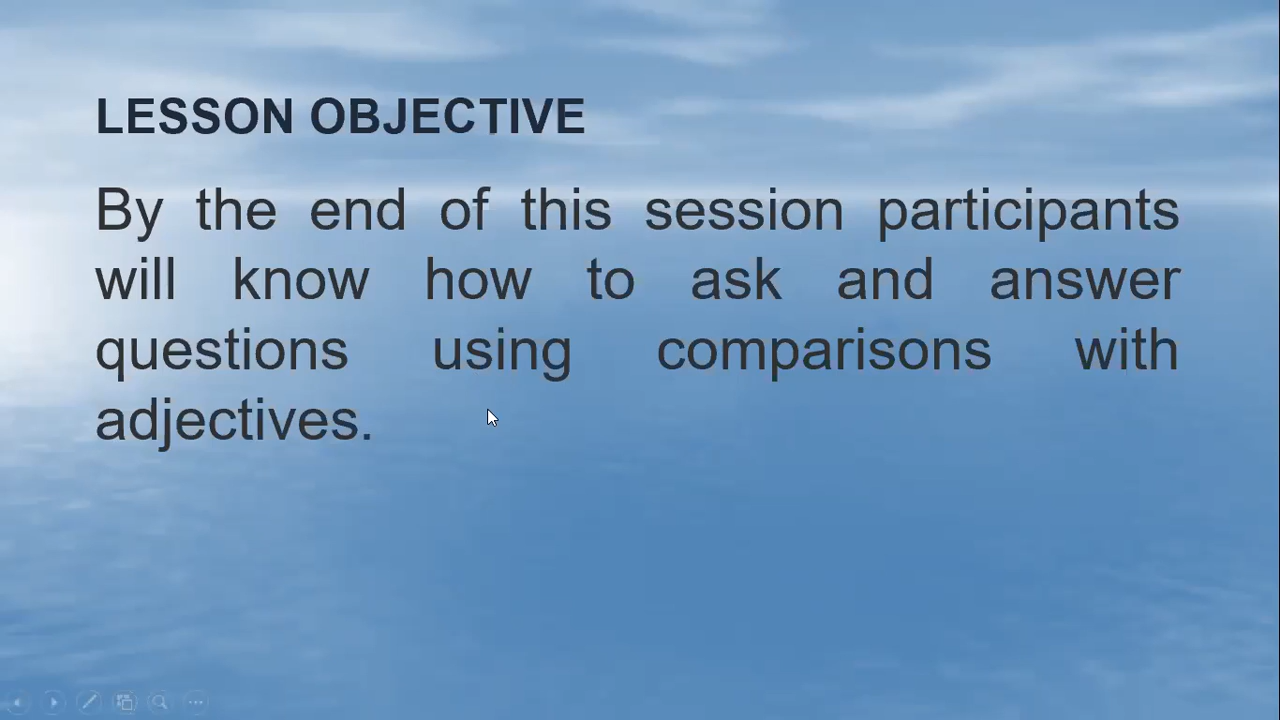 LESSON OBJECTIVE
By the end of this session participants
will know how to ask and answer
questions using comparisons with
adjectives.